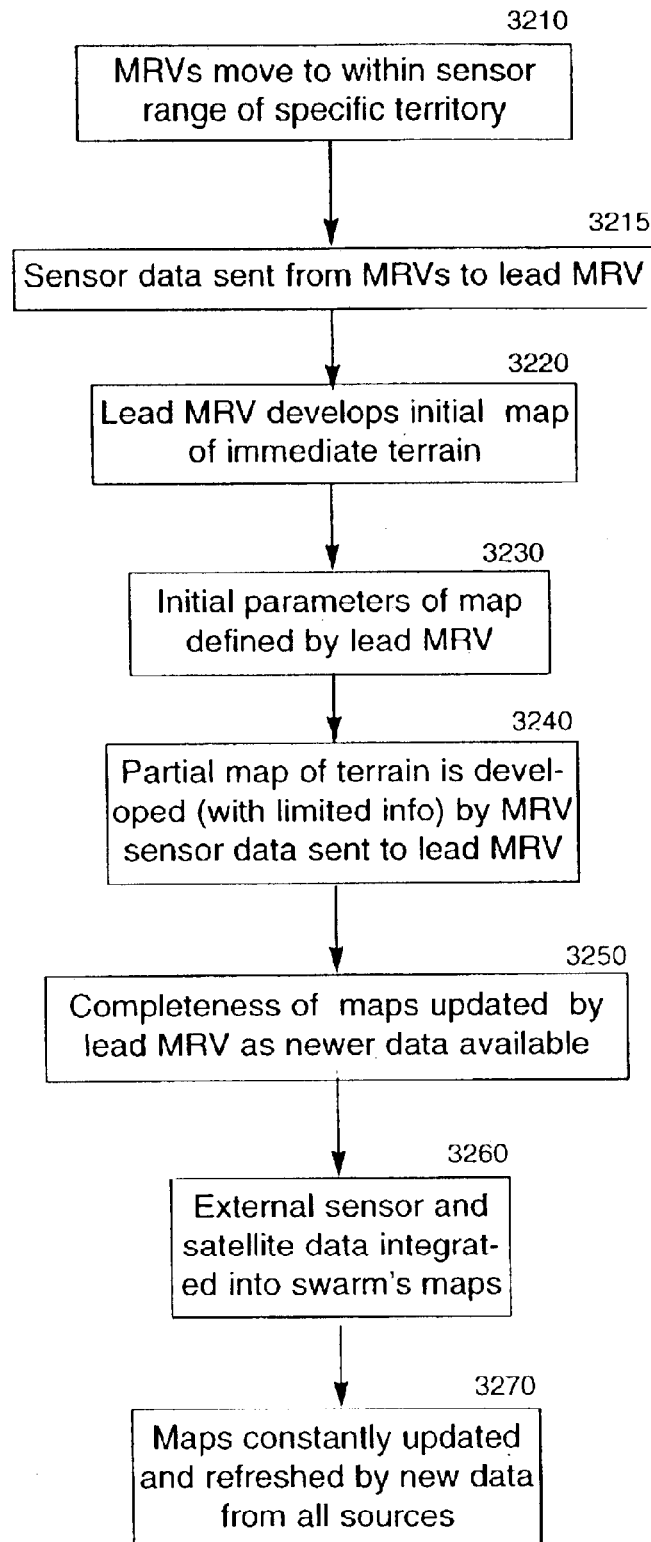 3210
MRVs move to within sensor
range of specific territory
3215
Sensor data sent from MRVs to lead MRV
3220
Lead MRV develops initial map
of immediate terrain
3230
Initial parameters of map
defined by lead MRV
3240
Partial map of terrain is devel-
oped (with limited info) by MRV
sensor data sent to lead MRV
3250
Completeness of maps updated by
lead MRV as newer data available
3260
External sensor and
satellite data integrat-
ed into swarm's maps
3270
Maps constantly updated
and refreshed by new data
from all sources